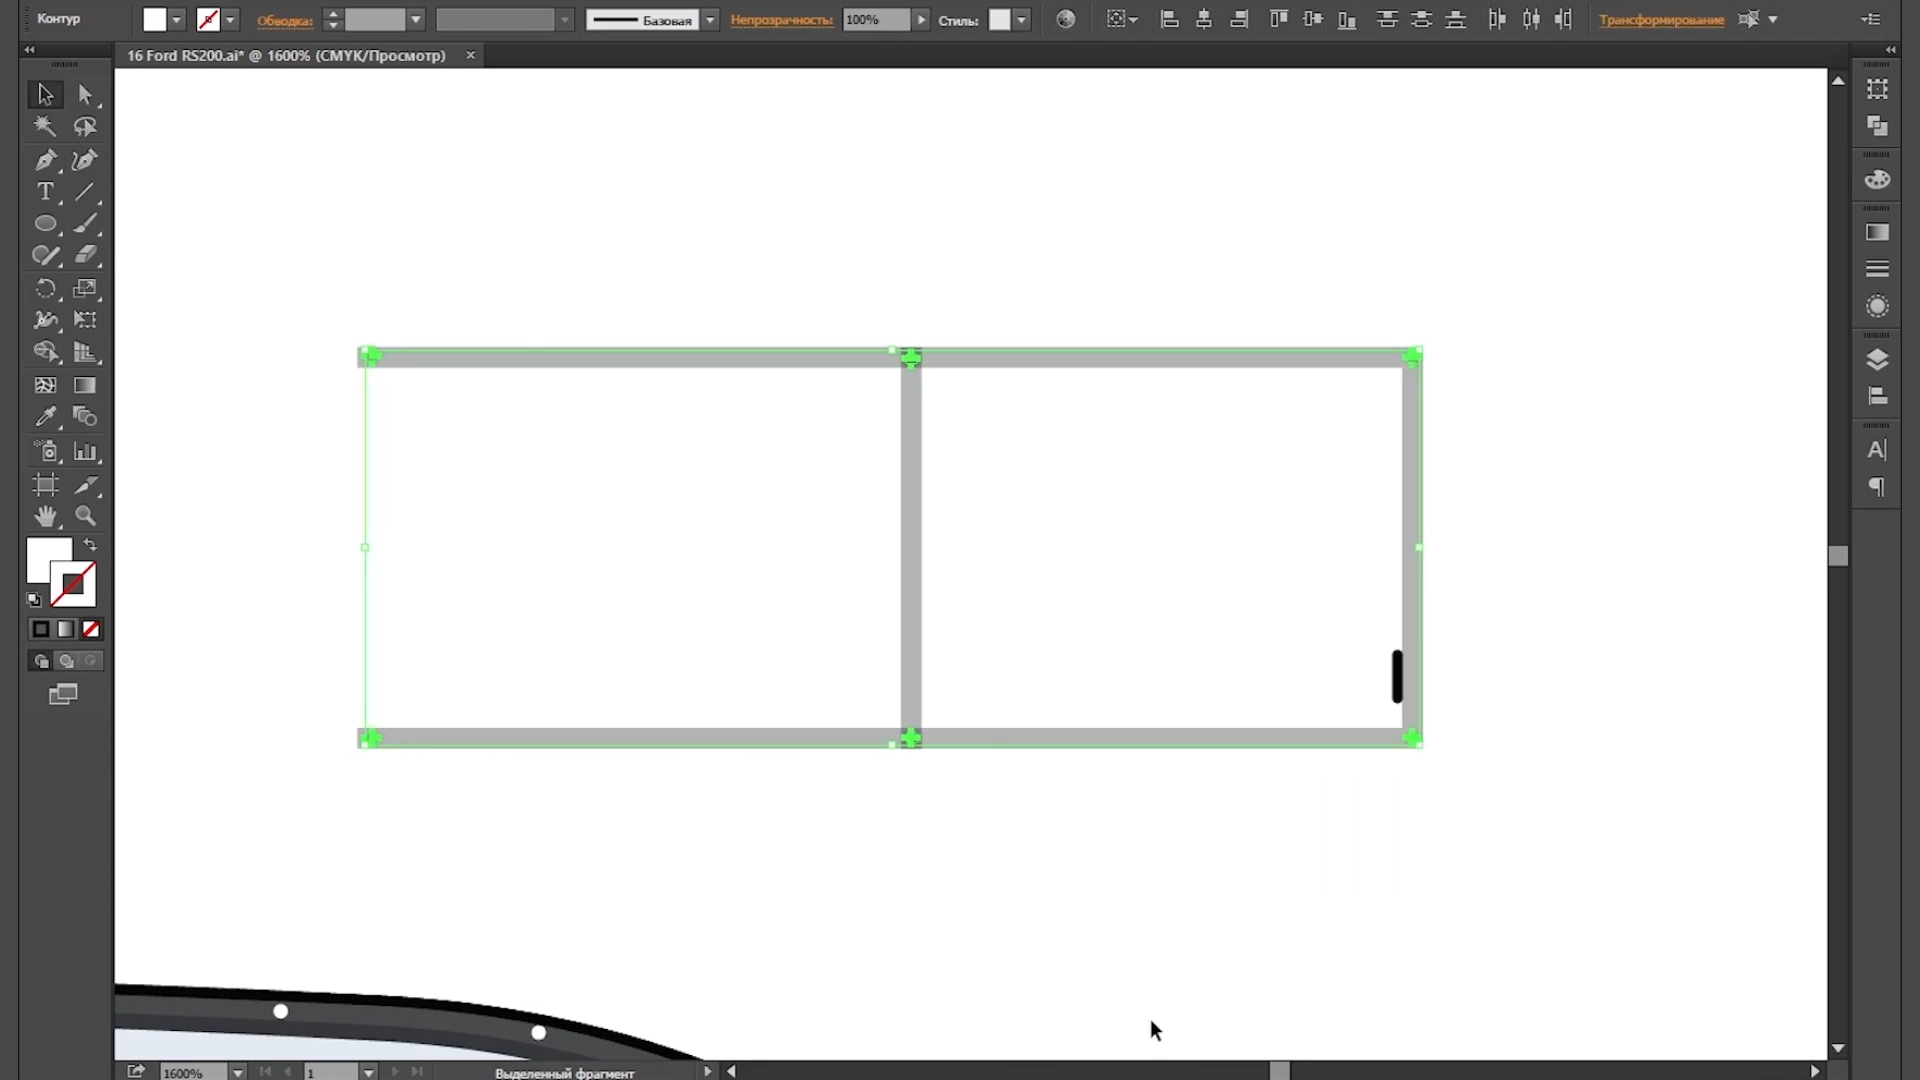 Контур
Обводка:
Базовая
Непрозрачность:
100%
Стиль:
Трансформирование
16 Ford RS200.ai* @ 1600% (CMYK/Просмотр)
1600%
1
Выделенный фрагмент